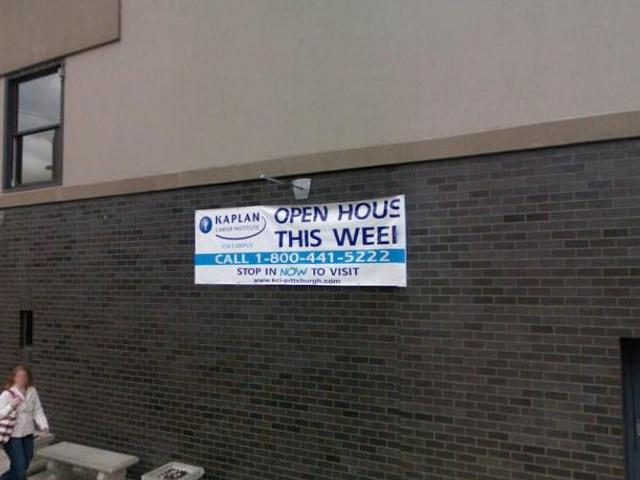 KAPLAN
CAREER INSTITUTE
ICM CAMPUS
OPEN HOUS
THIS WEE
CALL 1-800-441-5222
STOP IN NOW TO VISIT
www.kci-pittsburgh.com